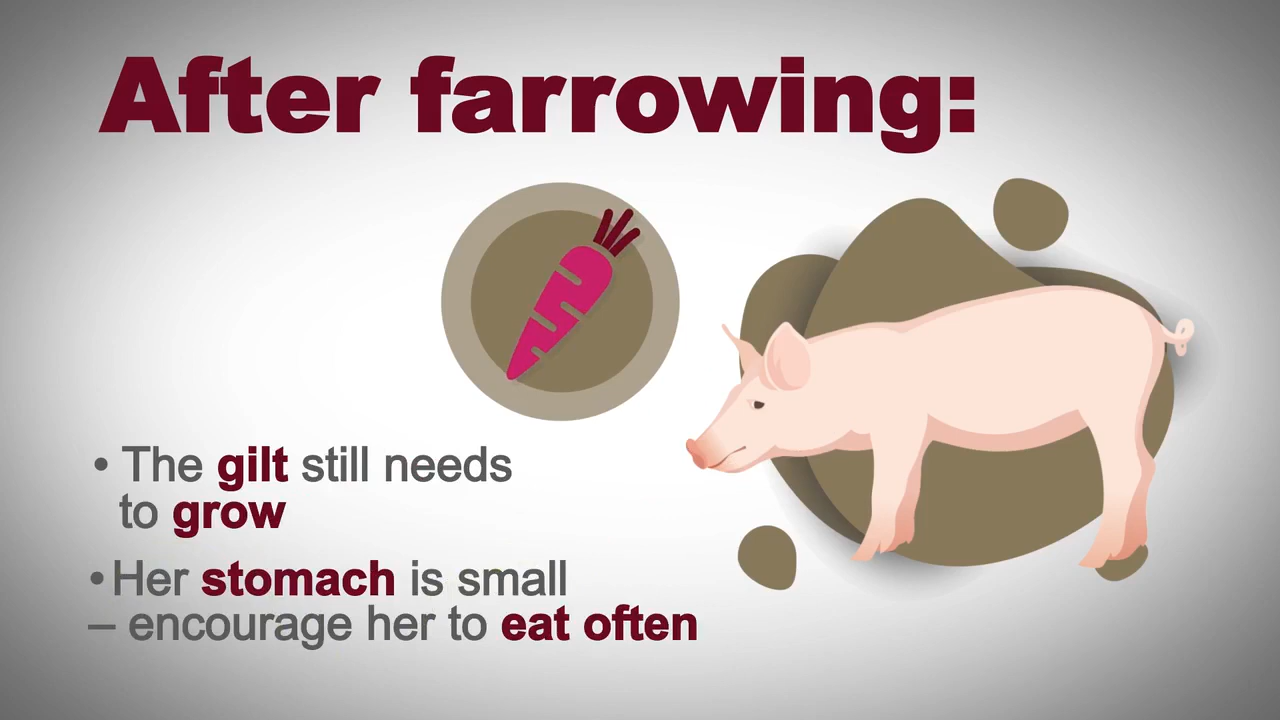 After farrowing:
• The gilt still needs
to grow
• Her stomach is small
– encourage her to eat often